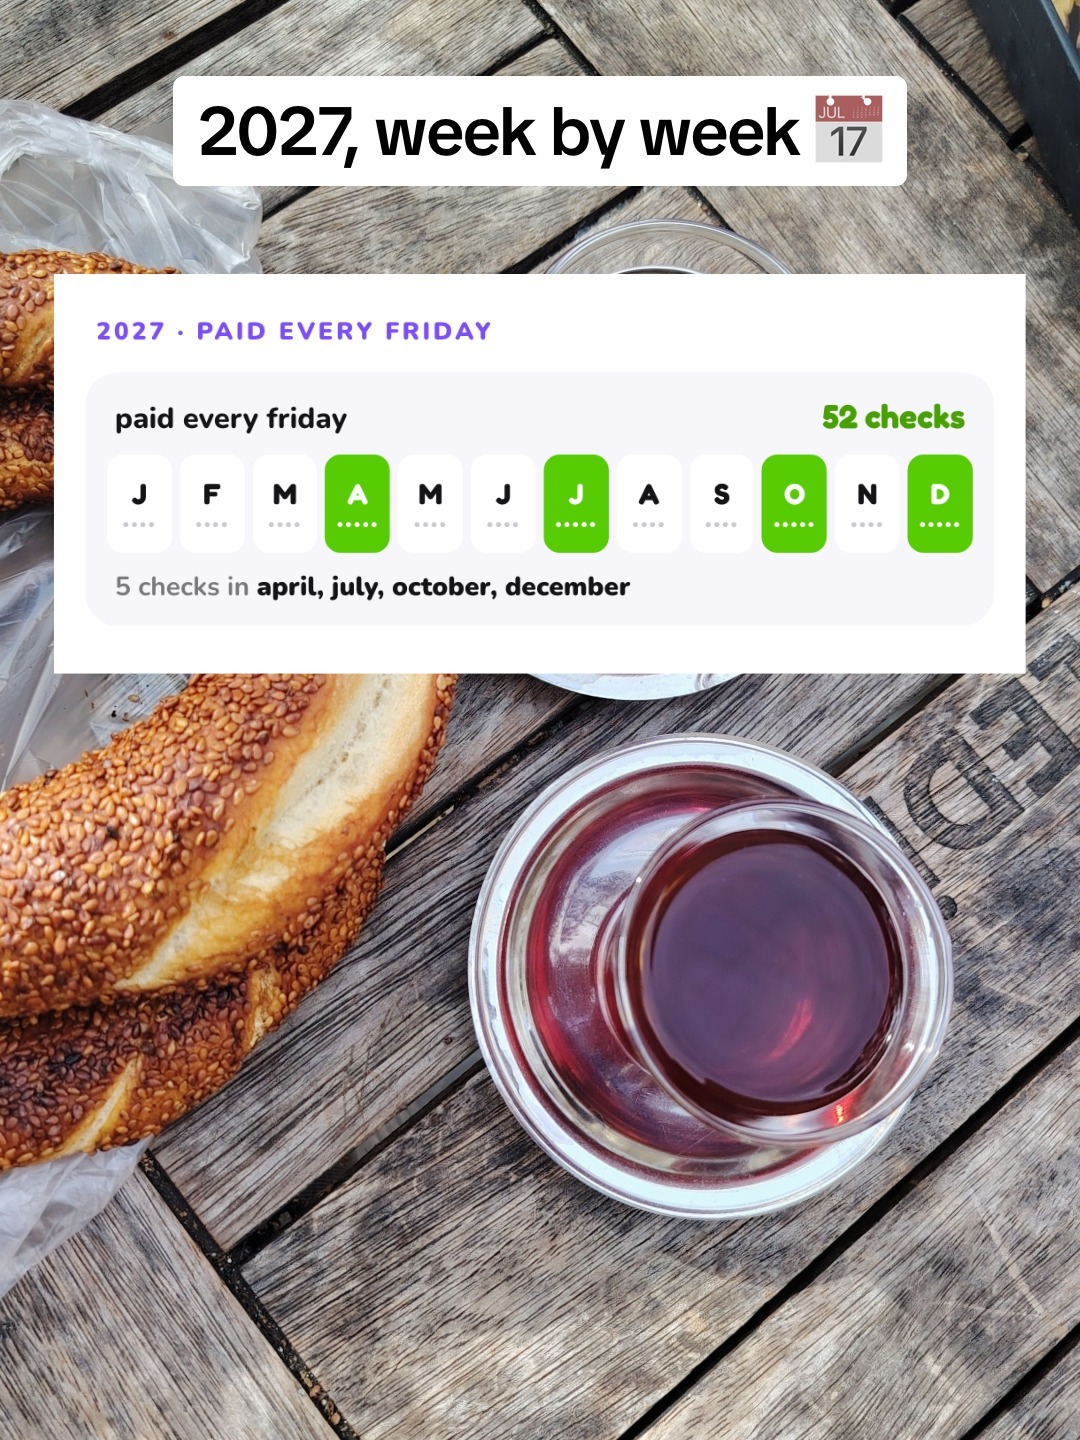 2027, week by week
JUL
17
2027 · PAID EVERY FRIDAY
paid every friday
52 checks
J F M A M J J A S O N D
5 checks in april, july, october, december
ED